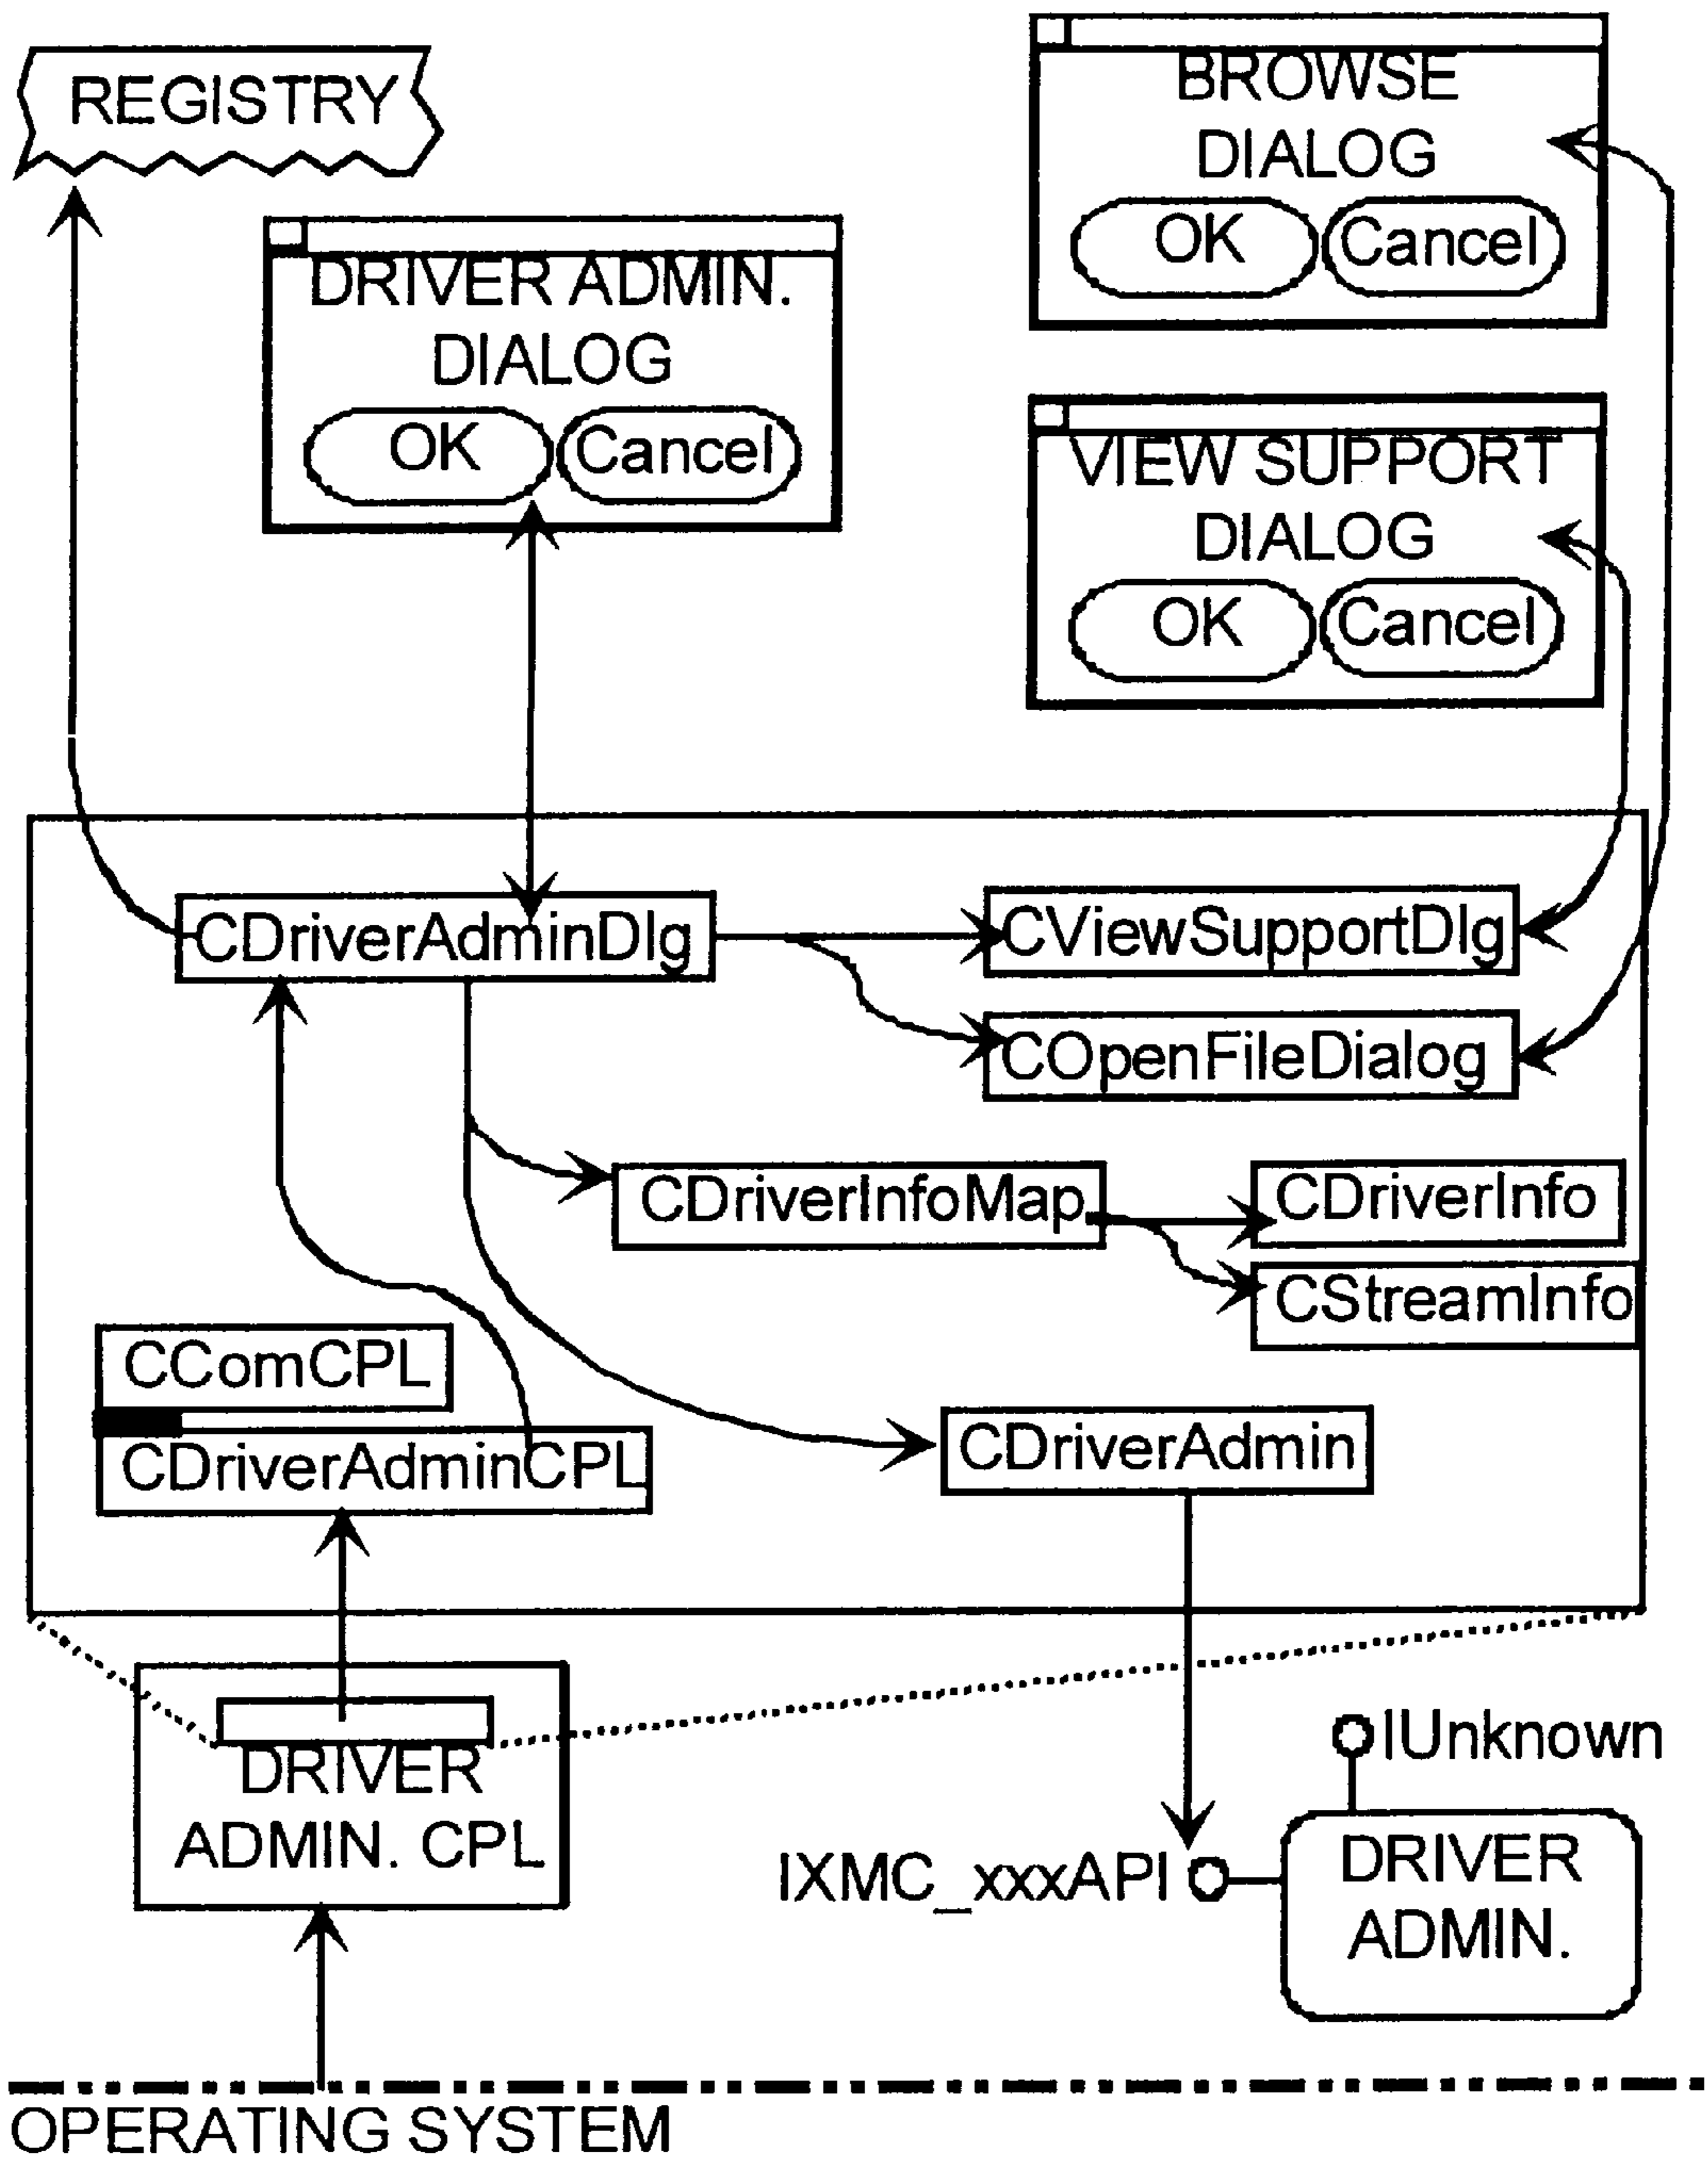 REGISTRY
BROWSE
DIALOG
OK Cancel
DRIVER ADMIN.
DIALOG
OK Cancel
VIEW SUPPORT
DIALOG
OK Cancel
CDriverAdminDlg
CViewSupportDlg
COpenFileDialog
CDriverInfoMap
CDriverInfo
CStreamInfo
CComCPL
CDriverAdminCPL
CDriverAdmin
DRIVER
ADMIN. CPL
IUnknown
IXMC_xxxAPI
DRIVER
ADMIN.
OPERATING SYSTEM